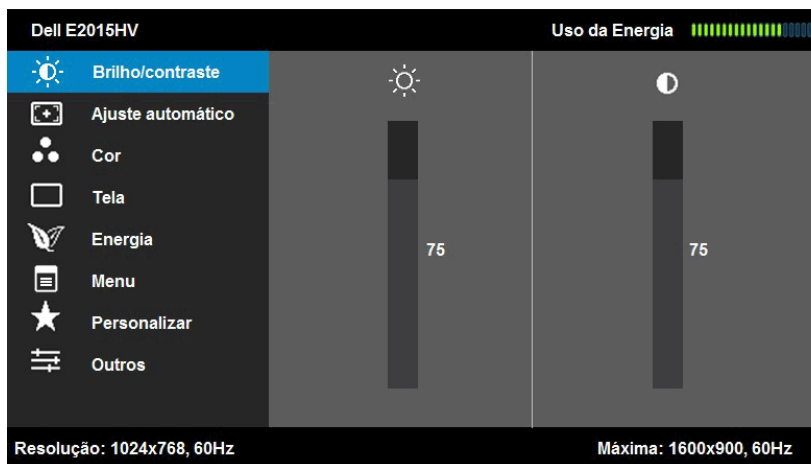 Dell E2015HV
Uso da Energia
Brilho/contraste
Ajuste automático
Cor
Tela
Energia
Menu
Personalizar
Outros
75
75
Resolução: 1024x768, 60Hz
Máxima: 1600x900, 60Hz